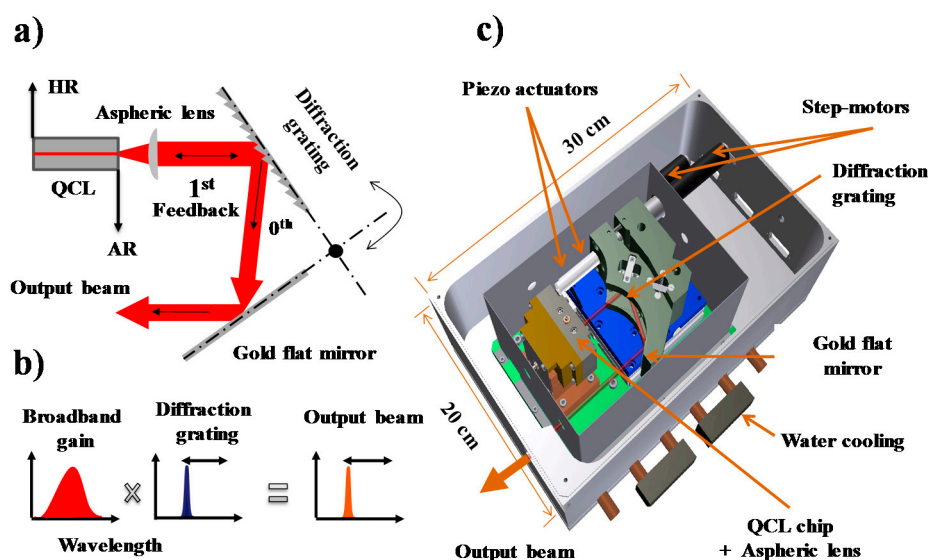 a)
HR
Aspheric lens
QCL
1st
Feedback
AR
0th
Diffraction
grating
Output beam
Gold flat mirror
b)
Broadband
gain
Diffraction
grating
Output beam
×
=
Wavelength
c)
Piezo actuators
30 cm
Step-motors
Diffraction
grating
Gold flat
mirror
20 cm
Water cooling
QCL chip
+ Aspheric lens
Output beam